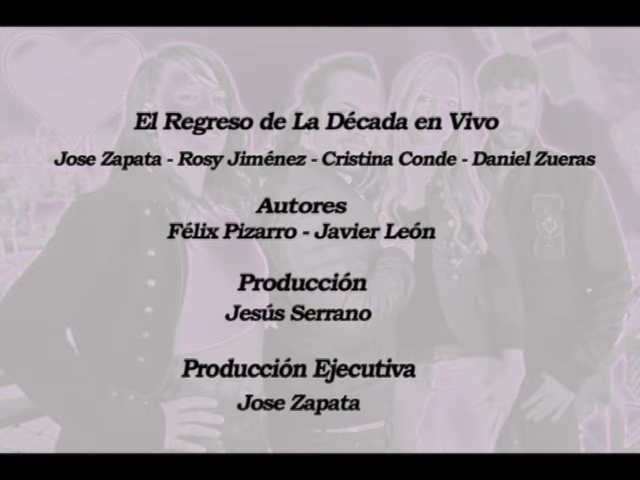 El Regreso de La Década en Vivo
Jose Zapata - Rosy Jiménez - Cristina Conde - Daniel Zueras
Autores
Félix Pizarro - Javier León
Producción
Jesús Serrano
Producción Ejecutiva
Jose Zapata